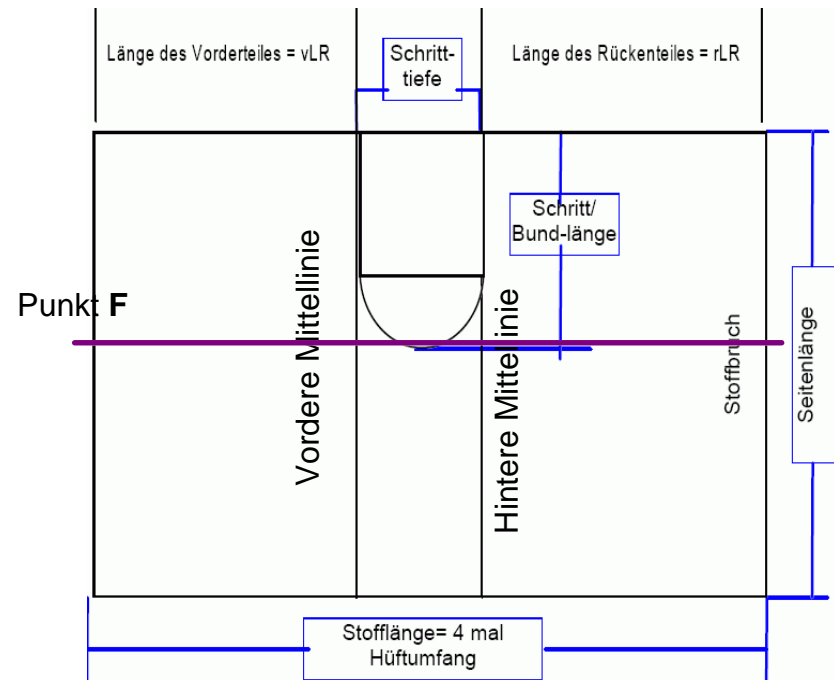 Länge des Vorderteiles = vLR
Schritt-
tiefe
Länge des Rückenteiles = rLR
Schritt/
Bund-länge
Punkt F
Vordere Mittellinie
Hintere Mittellinie
Stoffbruch
Seitenlänge
Stofflänge= 4 mal
Hüftumfang